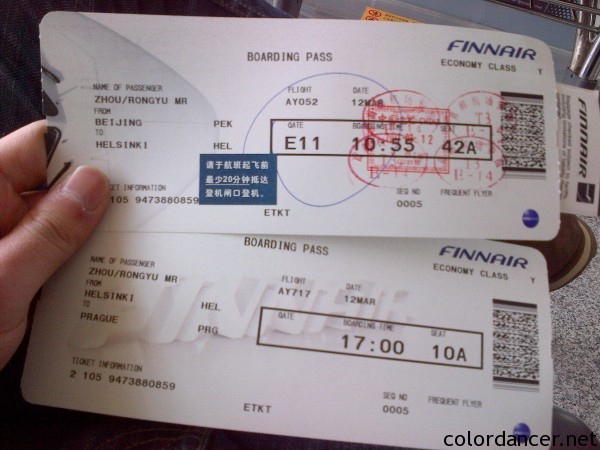 FINNAIR
BOARDING PASS
ECONOMY CLASS Y
NAME OF PASSENGER FLIGHT DATE
ZHOU/RONGYU MR AY052 12MAR
FROM
BEIJING PEK
TO
HELSINKI HEL
GATE BOARDING TIME SEAT
E11 10:55 42A
请于航班起飞前
最少20分钟抵达
登机闸口登机。
TICKET INFORMATION SEQ NO FREQUENT FLYER
2 105 9473880859 0005
ETKT
FINNAIR
BOARDING PASS
FINNAIR
ECONOMY CLASS Y
NAME OF PASSENGER FLIGHT DATE
ZHOU/RONGYU MR AY717 12MAR
FROM
HELSINKI HEL
TO
PRAGUE PRG
GATE BOARDING TIME SEAT
17:00 10A
TICKET INFORMATION SEQ NO FREQUENT FLYER
2 105 9473880859 0005
ETKT
colordancer.net